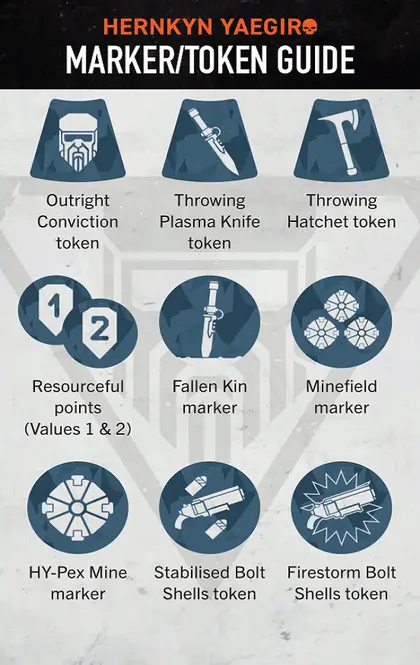 HERNKYN YAEGIR
MARKER/TOKEN GUIDE
Outright
Conviction
token
Throwing
Plasma Knife
token
Throwing
Hatchet token
1
2
Resourceful
points
(Values 1 & 2)
Fallen Kin
marker
Minefield
marker
HY-Pex Mine
marker
Stabilised Bolt
Shells token
Firestorm Bolt
Shells token